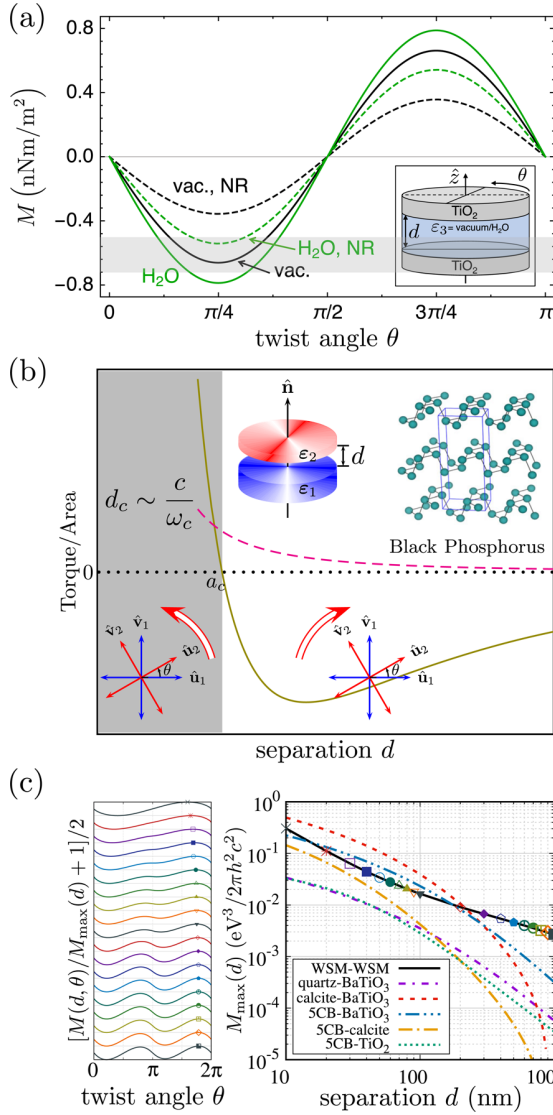 (a)
M (nNm/m²)
0.8
0.4
0.0
-0.4
-0.8
vac., NR
H₂O, NR
vac.
H₂O
ẑ
θ
TiO₂
d
ε₃= vacuum/H₂O
TiO₂
0
π/4
π/2
3π/4
π
twist angle θ
(b)
Torque/Area
0
d_c ∼ c/ω_c
a_c
n̂
ε₂
d
ε₁
Black Phosphorus
v̂₂
v̂₁
û₂
θ
û₁
v̂₂
v̂₁
û₂
θ
û₁
separation d
(c)
[M(d,θ)/M_max(d) + 1]/2
0
π
2π
twist angle θ
M_max(d) (eV³/2πh²c²)
10⁰
10⁻¹
10⁻²
10⁻³
10⁻⁴
10⁻⁵
WSM-WSM
quartz-BaTiO₃
calcite-BaTiO₃
5CB-BaTiO₃
5CB-calcite
5CB-TiO₂
10
100
1000
separation d (nm)